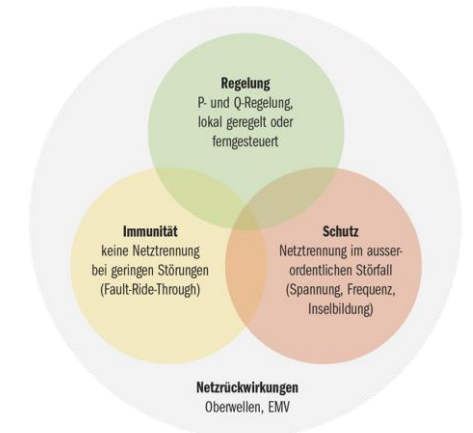 Regelung
P- und Q-Regelung,
lokal geregelt oder
ferngesteuert
Immunität
keine Netztrennung
bei geringen Störungen
(Fault-Ride-Through)
Schutz
Netztrennung im ausser-
ordentlichen Störfall
(Spannung, Frequenz,
Inselbildung)
Netzrückwirkungen
Oberwellen, EMV